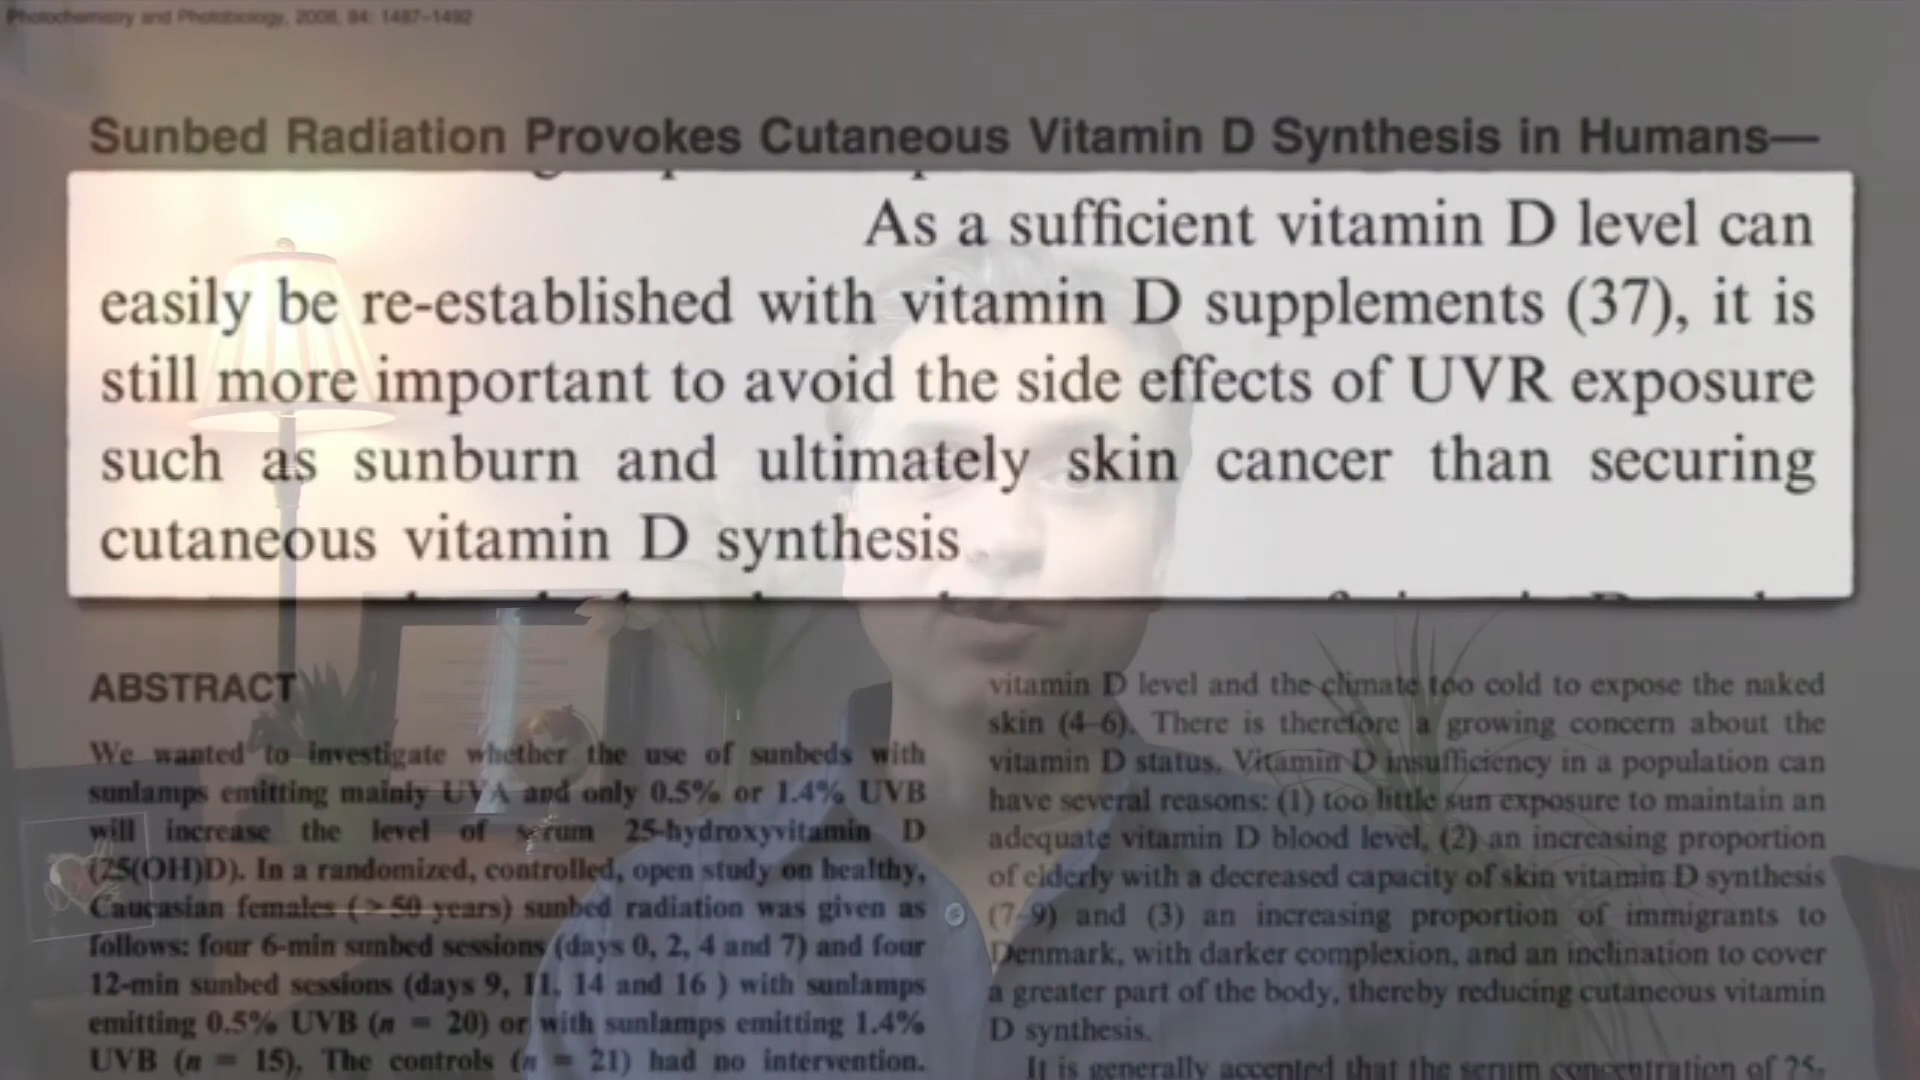 Photochemistry and Photobiology, 2008, 84: 1487–1492
Sunbed Radiation Provokes Cutaneous Vitamin D Synthesis in Humans—
As a sufficient vitamin D level can
easily be re-established with vitamin D supplements (37), it is
still more important to avoid the side effects of UVR exposure
such as sunburn and ultimately skin cancer than securing
cutaneous vitamin D synthesis
ABSTRACT
We wanted to investigate whether the use of sunbeds with
sunlamps emitting mainly UVA and only 0.5% or 1.4% UVB
will increase the level of serum 25-hydroxyvitamin D
(25(OH)D). In a randomized, controlled, open study on healthy,
Caucasian females (>50 years) sunbed radiation was given as
follows: four 6-min sunbed sessions (days 0, 2, 4 and 7) and four
12-min sunbed sessions (days 9, 11, 14 and 16 ) with sunlamps
emitting 0.5% UVB (n = 20) or with sunlamps emitting 1.4%
UVB (n = 15). The controls (n = 21) had no intervention.
vitamin D level and the climate too cold to expose the naked
skin (4–6). There is therefore a growing concern about the
vitamin D status. Vitamin D insufficiency in a population can
have several reasons: (1) too little sun exposure to maintain an
adequate vitamin D blood level, (2) an increasing proportion
of elderly with a decreased capacity of skin vitamin D synthesis
(7–9) and (3) an increasing proportion of immigrants to
Denmark, with darker complexion, and an inclination to cover
a greater part of the body, thereby reducing cutaneous vitamin
D synthesis.
It is generally accepted that the serum concentration of 25-